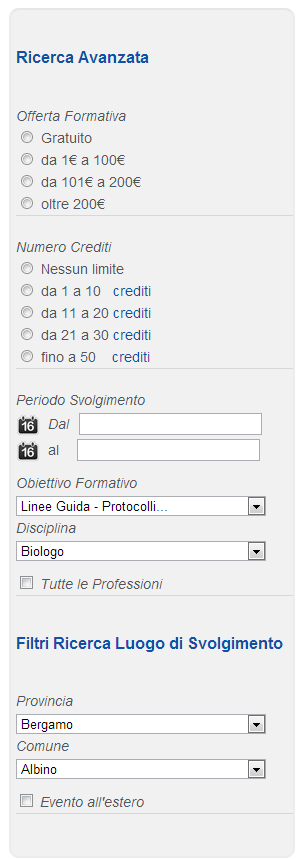 Ricerca Avanzata
Offerta Formativa
Gratuito
da 1€ a 100€
da 101€ a 200€
oltre 200€
Numero Crediti
Nessun limite
da 1 a 10 crediti
da 11 a 20 crediti
da 21 a 30 crediti
fino a 50 crediti
Periodo Svolgimento
16 Dal
16 al
Obiettivo Formativo
Linee Guida - Protocolli...
Disciplina
Biologo
Tutte le Professioni
Filtri Ricerca Luogo di Svolgimento
Provincia
Bergamo
Comune
Albino
Evento all'estero